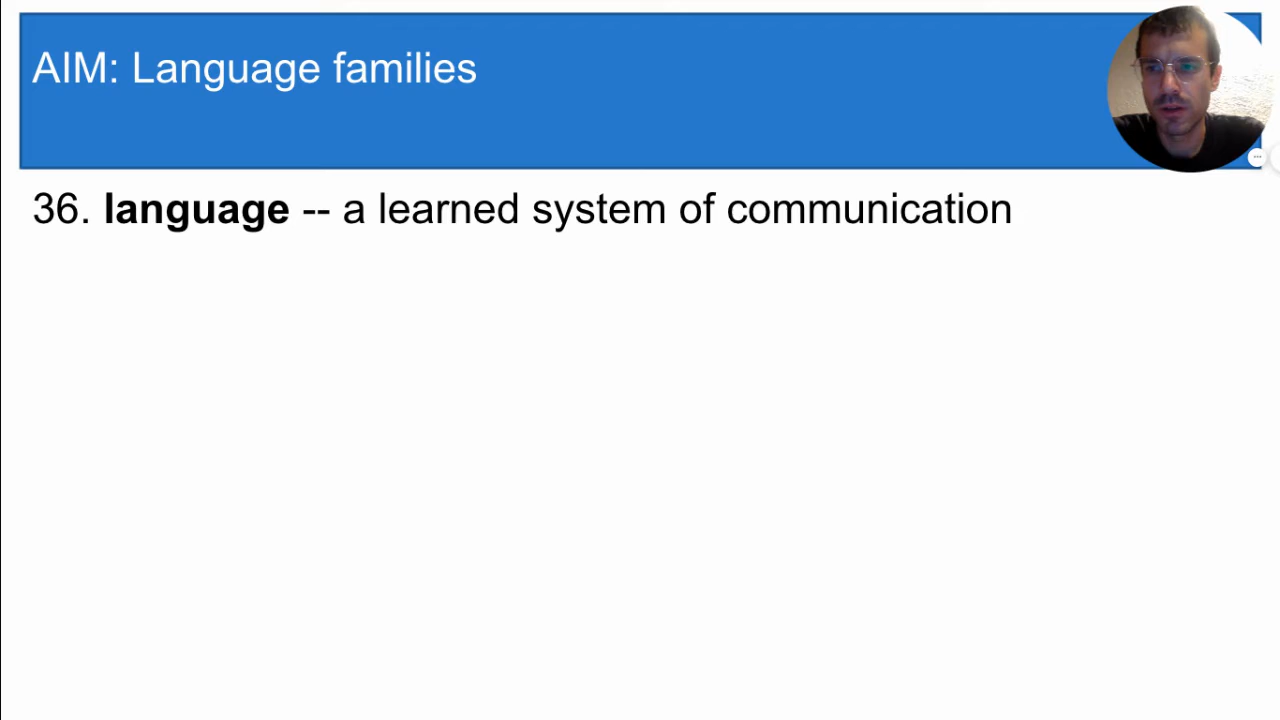 AIM: Language families
36. language -- a learned system of communication